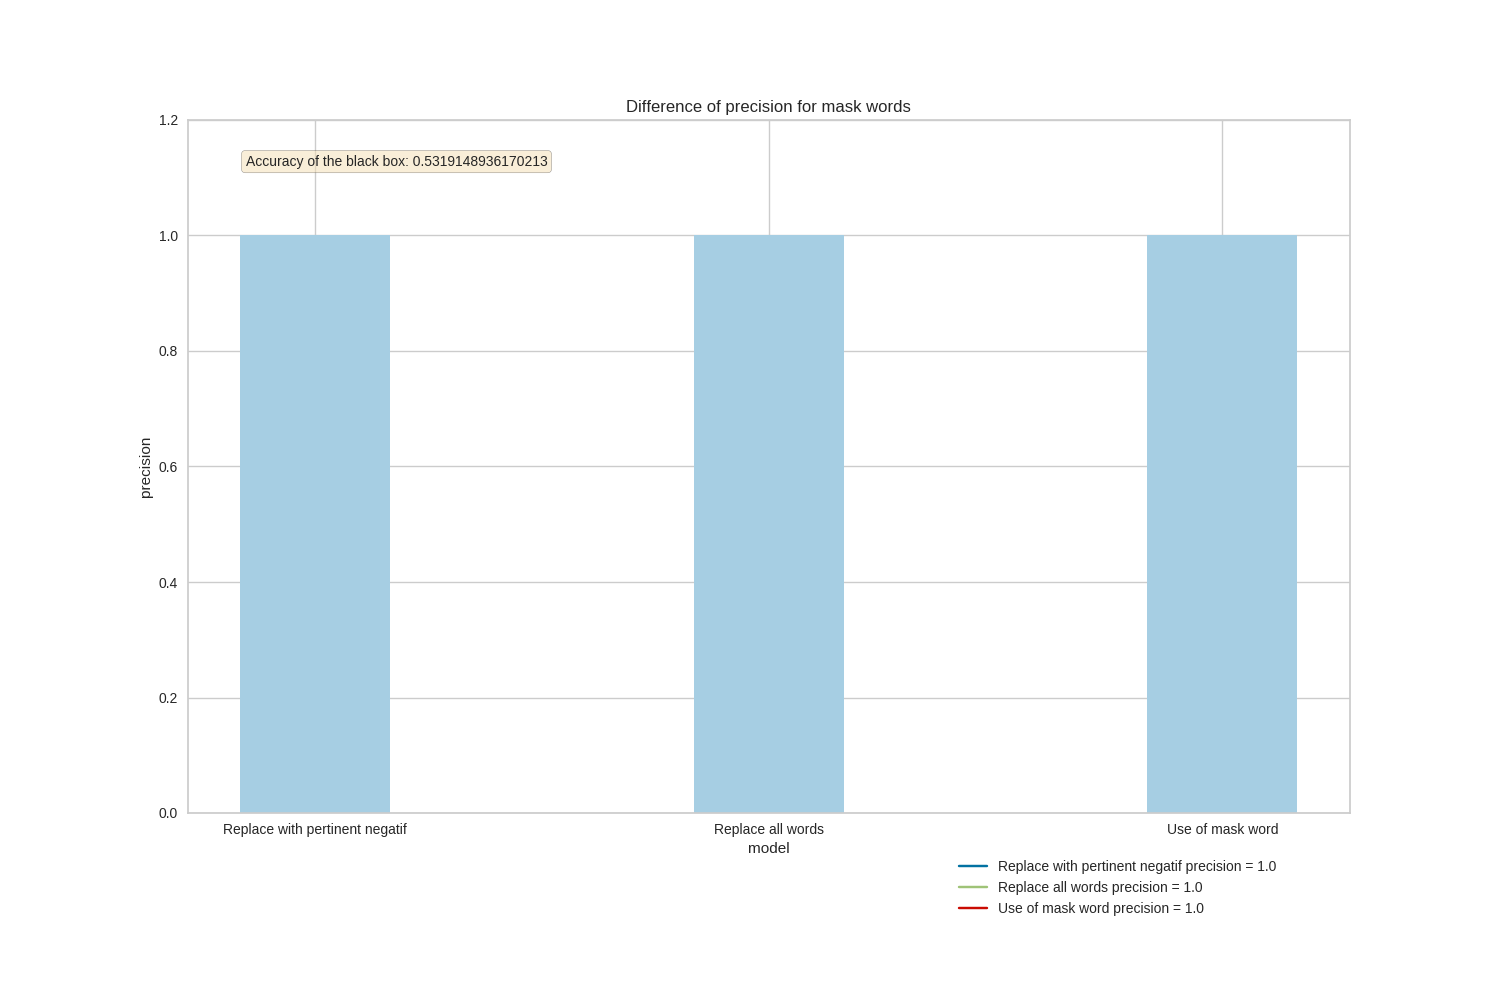 Difference of precision for mask words
1.2
Accuracy of the black box: 0.5319148936170213
1.0
0.8
0.6
precision
0.4
0.2
0.0
Replace with pertinent negatif
Replace all words
Use of mask word
model
Replace with pertinent negatif precision = 1.0
Replace all words precision = 1.0
Use of mask word precision = 1.0